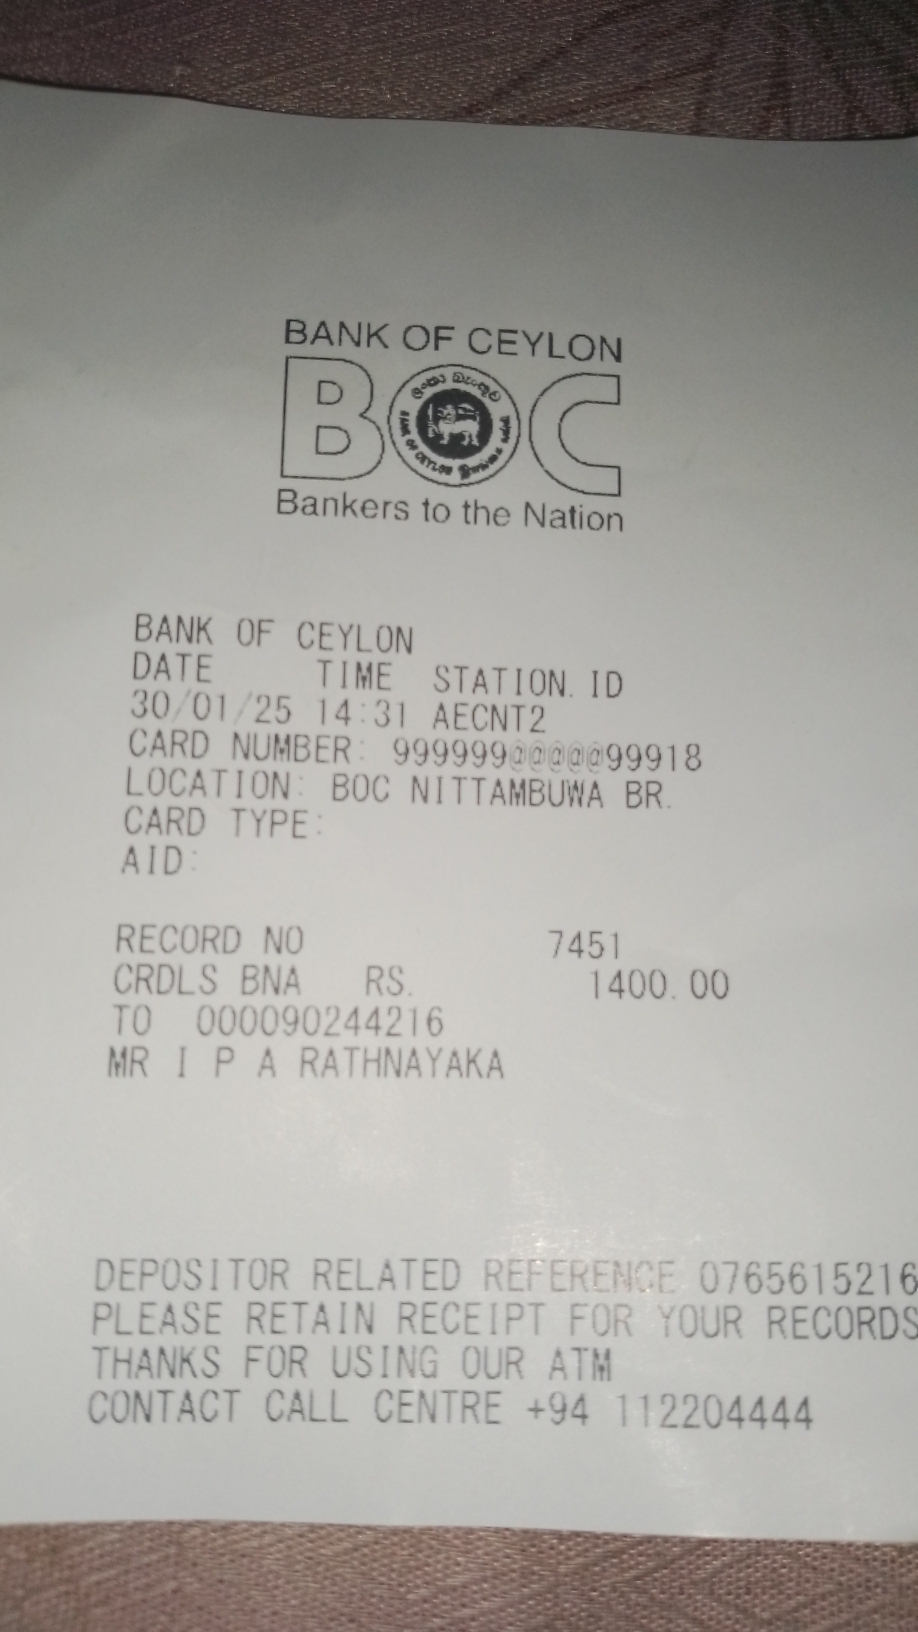 BANK OF CEYLON
BOC
ලංකා බැංකුව
BANK OF CEYLON
Bankers to the Nation
BANK OF CEYLON
DATE TIME STATION. ID
30/01/25 14:31 AECNT2
CARD NUMBER: 999999@@@@@99918
LOCATION: BOC NITTAMBUWA BR.
CARD TYPE:
AID:
RECORD NO 7451
CRDLS BNA RS. 1400.00
TO 000090244216
MR I P A RATHNAYAKA
DEPOSITOR RELATED REFERENCE 0765615216
PLEASE RETAIN RECEIPT FOR YOUR RECORDS
THANKS FOR USING OUR ATM
CONTACT CALL CENTRE +94 112204444